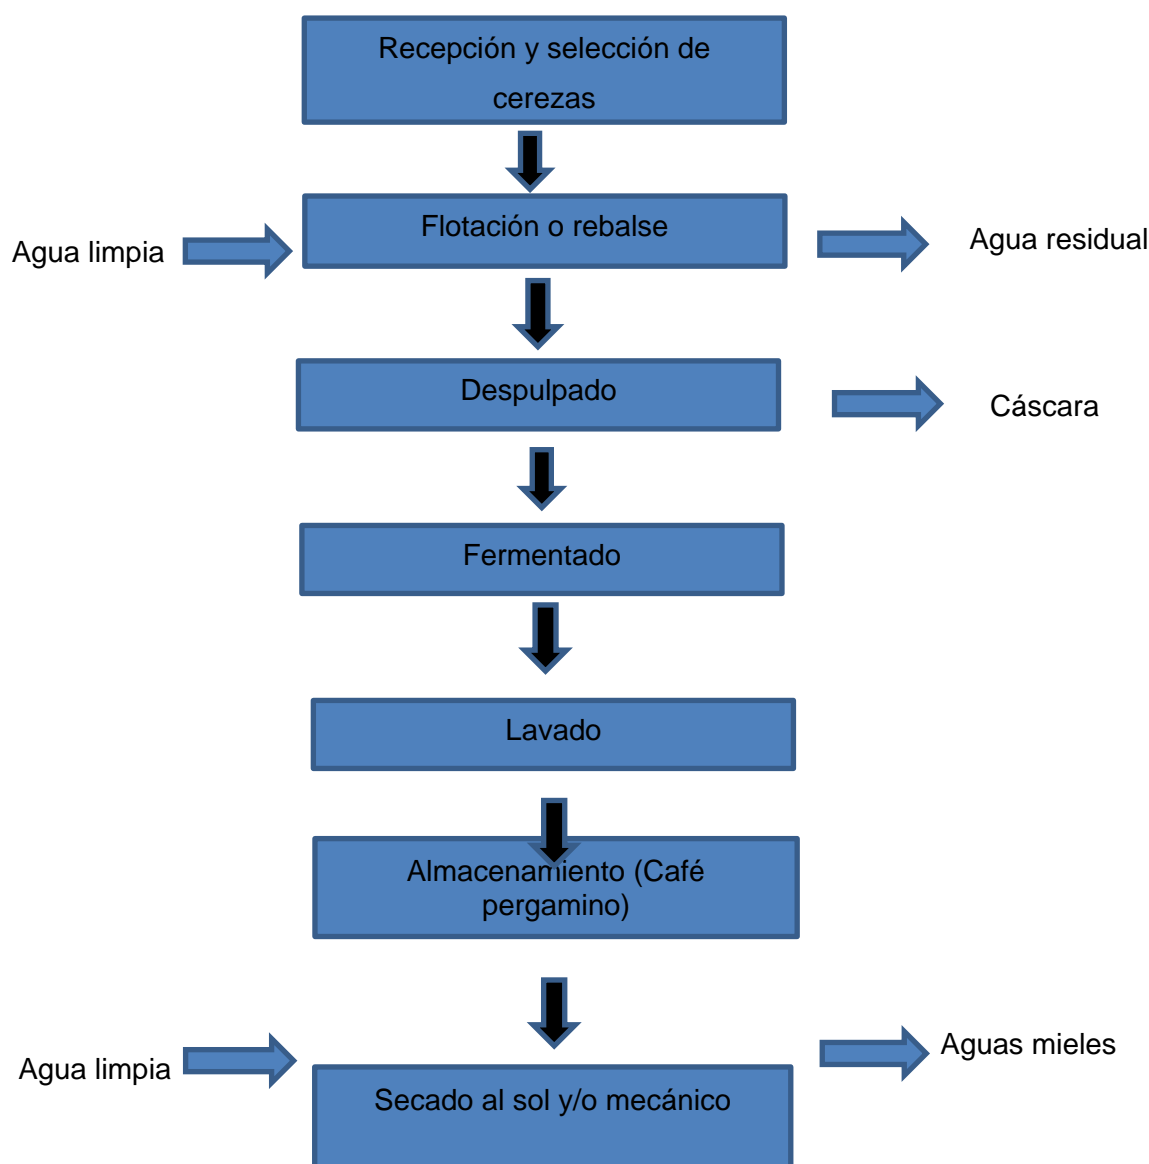 Recepción y selección de
cerezas
Flotación o rebalse
Agua limpia
Agua residual
Despulpado
Cáscara
Fermentado
Lavado
Almacenamiento (Café
pergamino)
Agua limpia
Aguas mieles
Secado al sol y/o mecánico